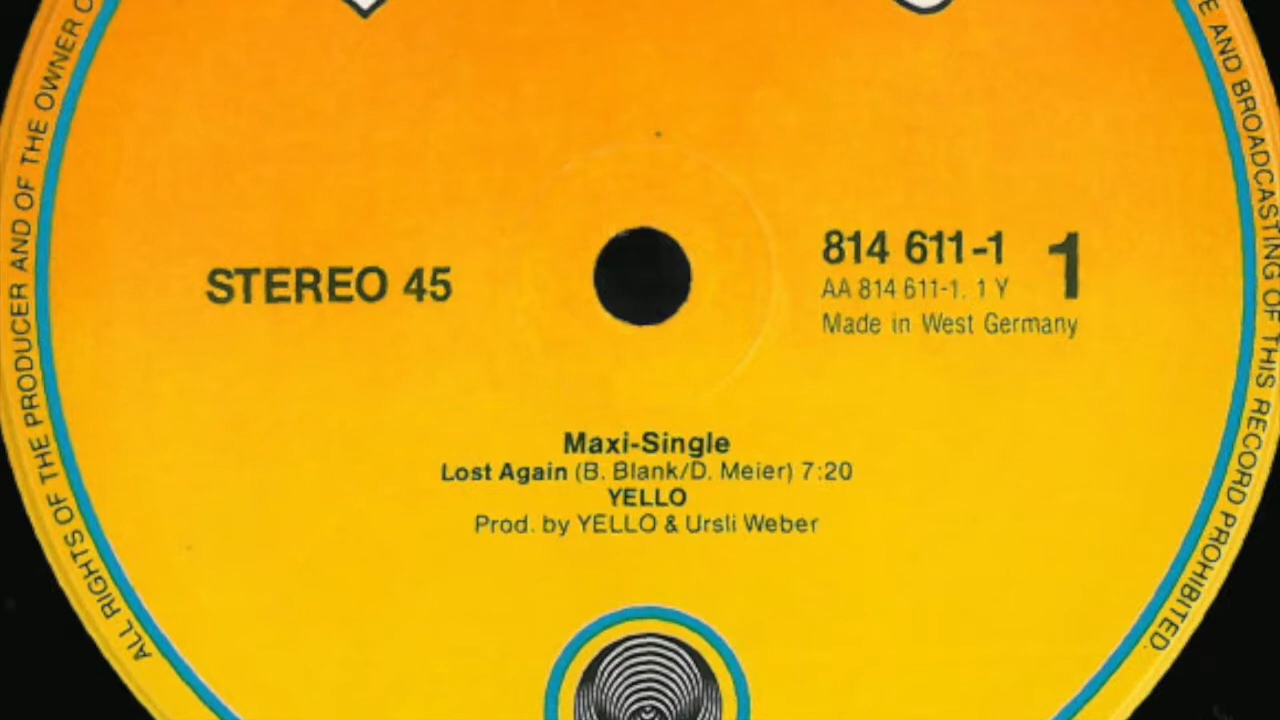 STEREO 45
814 611-1 1
AA 814 611-1. 1 Y
Made in West Germany
Maxi-Single
Lost Again (B. Blank/D. Meier) 7:20
YELLO
Prod. by YELLO & Ursli Weber
ALL RIGHTS OF THE PRODUCER AND OF THE OWNER
AND BROADCASTING OF THIS RECORD PROHIBITED.